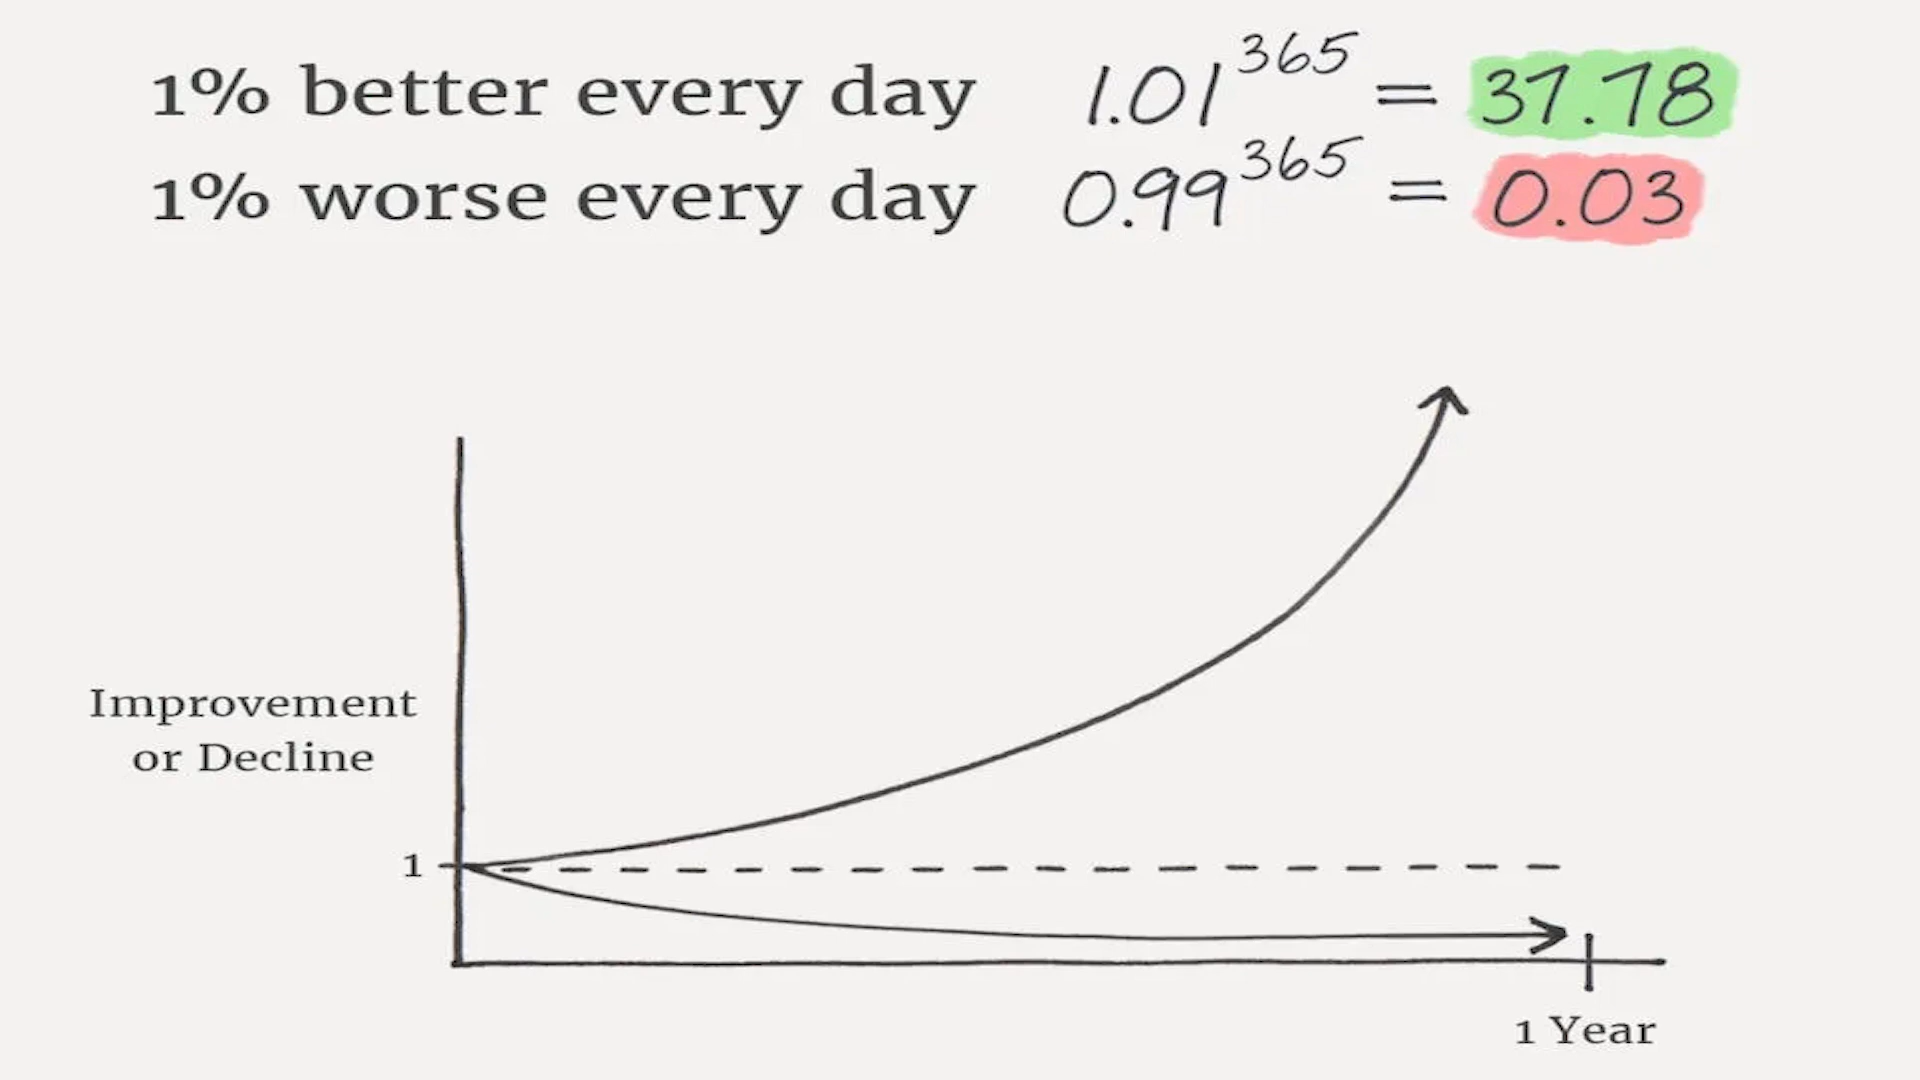 1% better every day 1.01^365 = 37.78
1% worse every day 0.99^365 = 0.03
Improvement
or Decline
1
1 Year